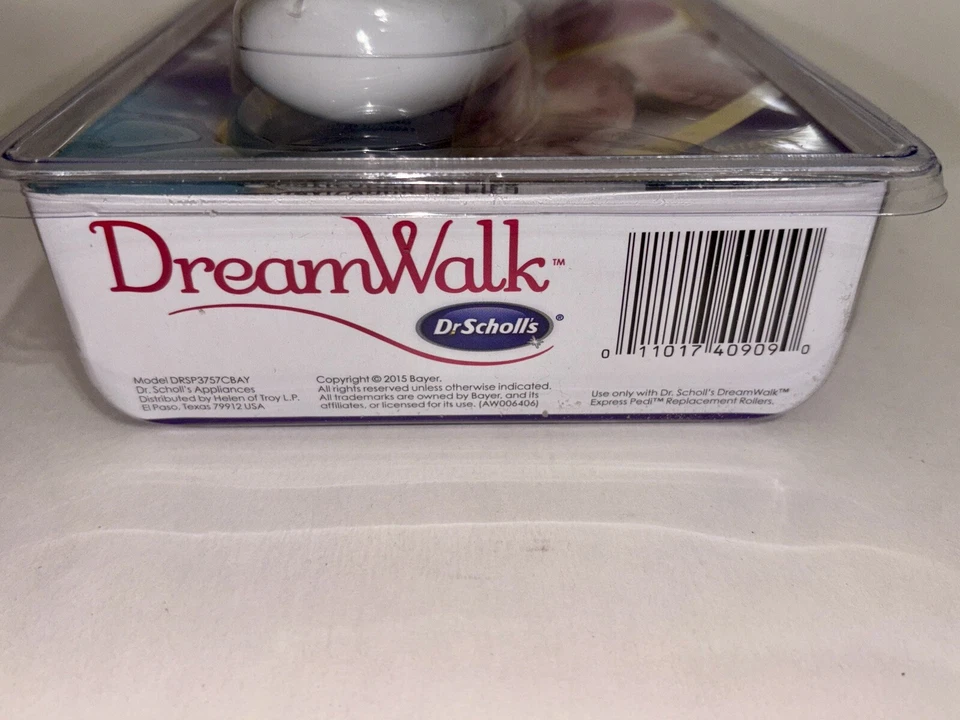 DreamWalk™
Dr.Scholl's®
0 11017 40909 0
Model DRSP3757CBAY
Dr. Scholl's Appliances
Distributed by Helen of Troy L.P.
El Paso, Texas 79912 USA
Copyright © 2015 Bayer.
All rights reserved unless otherwise indicated.
All trademarks are owned by Bayer, and its
affiliates, or licensed for its use. (AW006406)
Use only with Dr. Scholl's DreamWalk™
Express Pedi™ Replacement Rollers.